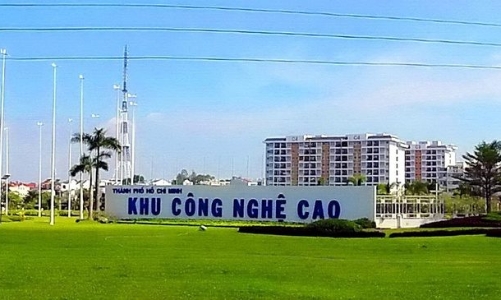 THÀNH PHỐ HỒ CHÍ MINH
KHU CÔNG NGHỆ CAO